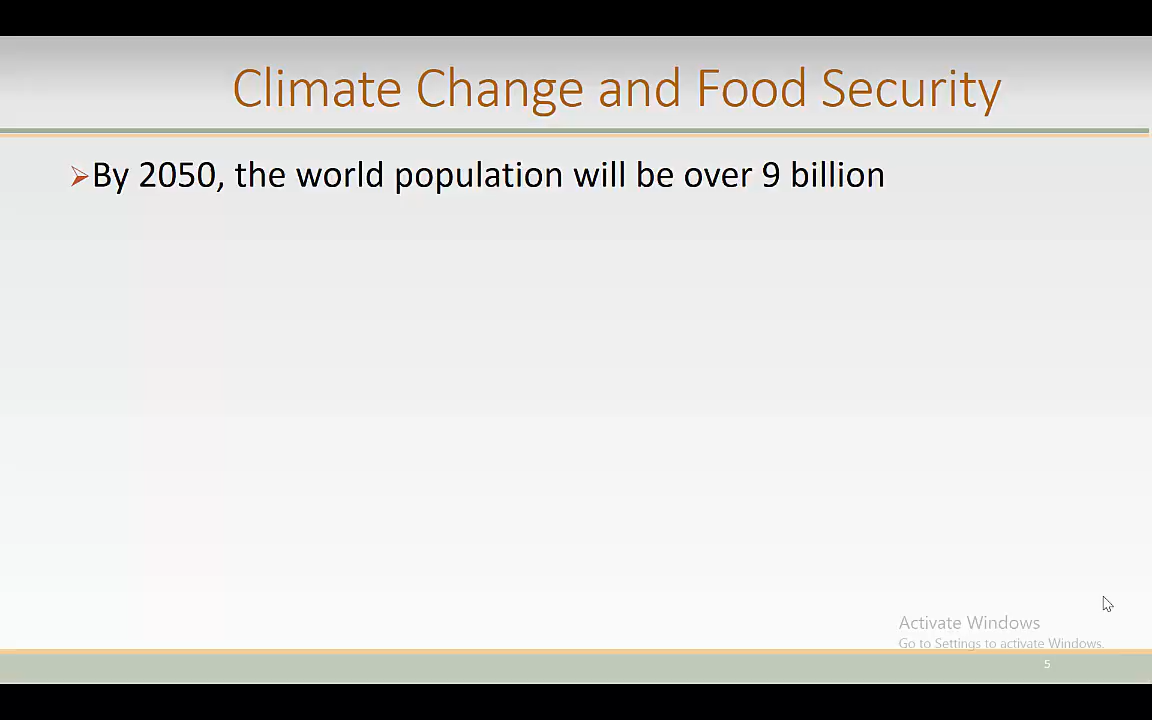 Climate Change and Food Security
➢By 2050, the world population will be over 9 billion
Activate Windows
Go to Settings to activate Windows.
5